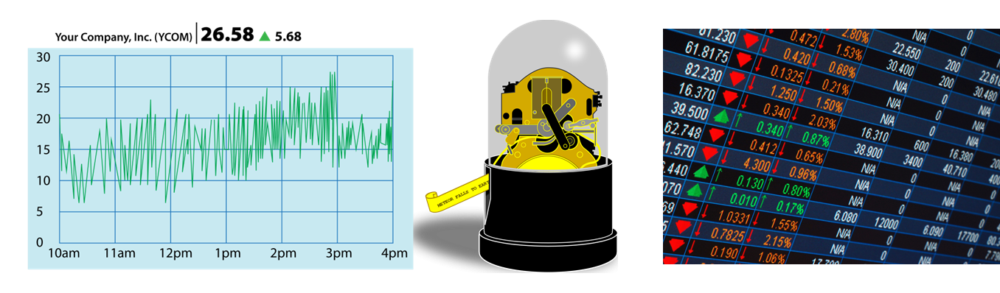 Your Company, Inc. (YCOM) 26.58 ▲ 5.68
30
25
20
15
10
5
0
10am 11am 12pm 1pm 2pm 3pm 4pm
METEOR FALLS TO
61.230 0.472 2.80% N/A 0
61.8175 0.420 1.53% 22.550 0
82.230 0.1325 0.68% 30.400 200
16.370 1.250 0.21% N/A 200 22.61
39.500 0.340 1.50% N/A 0 30.480
62.748 0.340 2.03% N/A 0 N/A
1.570 0.412 0.87% 16.310 0 N/A
.440 4.300 0.65% 38.900 600 N/A
070 0.130 0.96% N/A 3400 16.380
69 0.010 0.80% N/A 0 40.710
1.0331 0.17% N/A 0 N/A
0.7825 1.55% 6.080 0 N/A
0.190 2.15% N/A 12000 N/A
1.06% N/A 0 6.090
17.700 0 N/A 17700